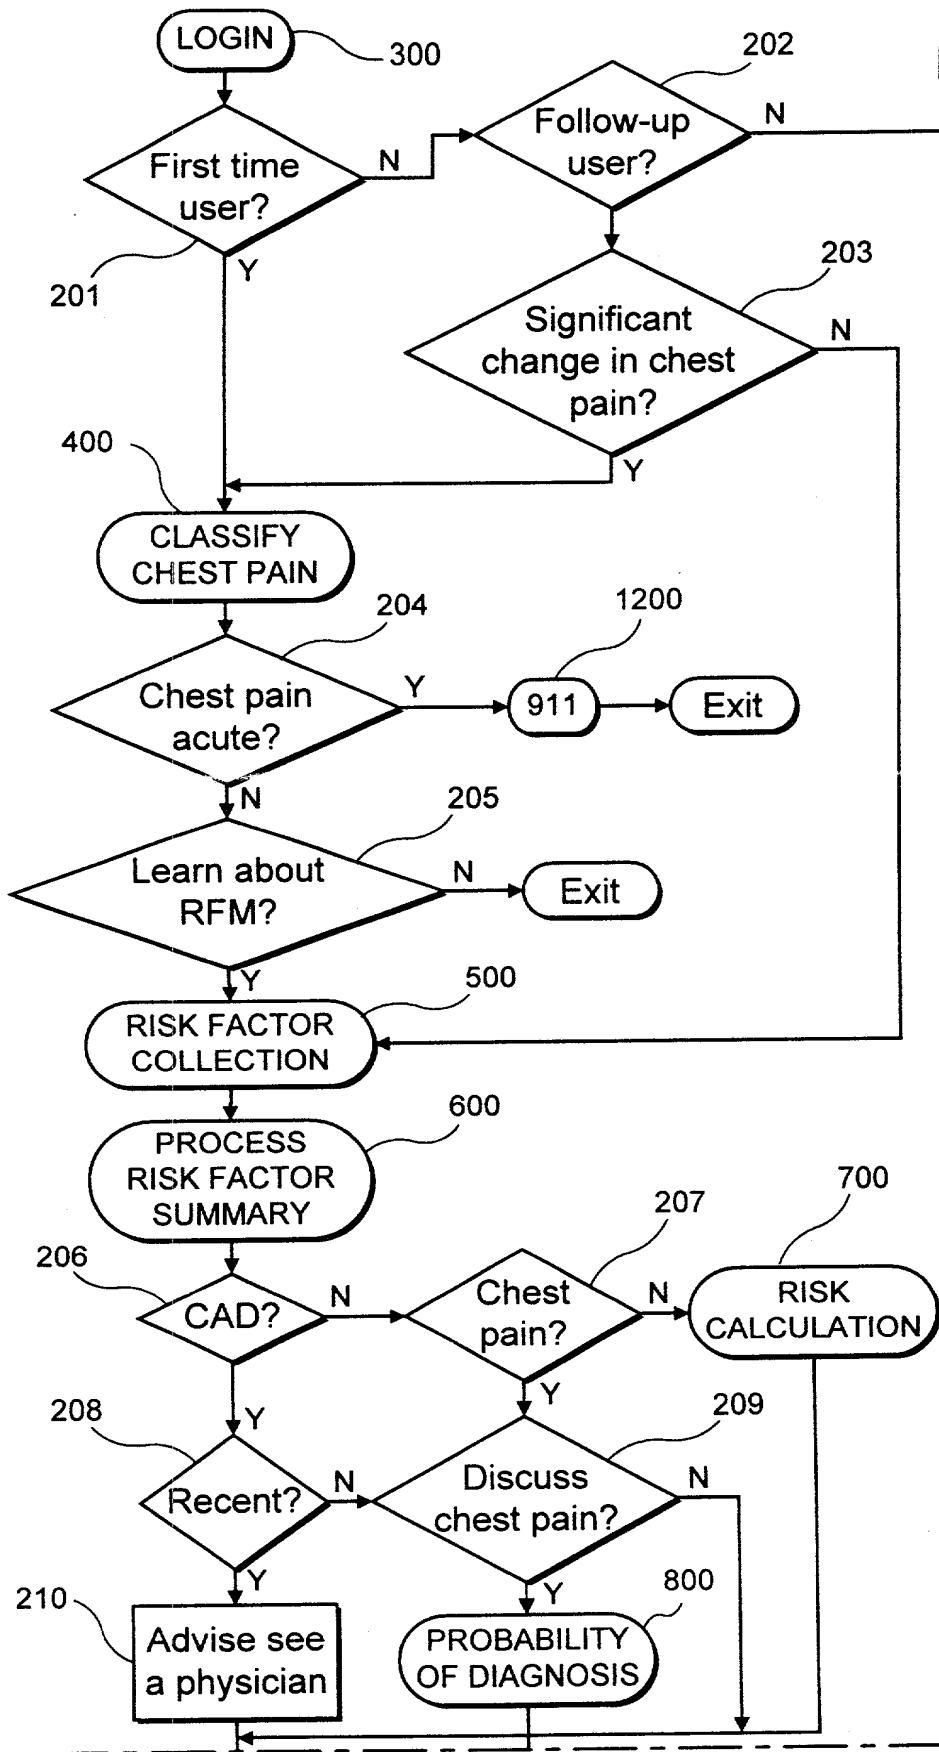 LOGIN
300
202
Follow-up
user?
N
First time
user?
N
201
Y
203
Significant
change in chest
pain?
N
Y
400
CLASSIFY
CHEST PAIN
204
1200
Chest pain
acute?
Y
911
Exit
N
205
Learn about
RFM?
N
Exit
Y
500
RISK FACTOR
COLLECTION
600
PROCESS
RISK FACTOR
SUMMARY
206
207
700
CAD?
N
Chest
pain?
N
RISK
CALCULATION
Y
Y
208
209
Recent?
N
Discuss
chest pain?
N
Y
Y
210
800
Advise see
a physician
PROBABILITY
OF DIAGNOSIS